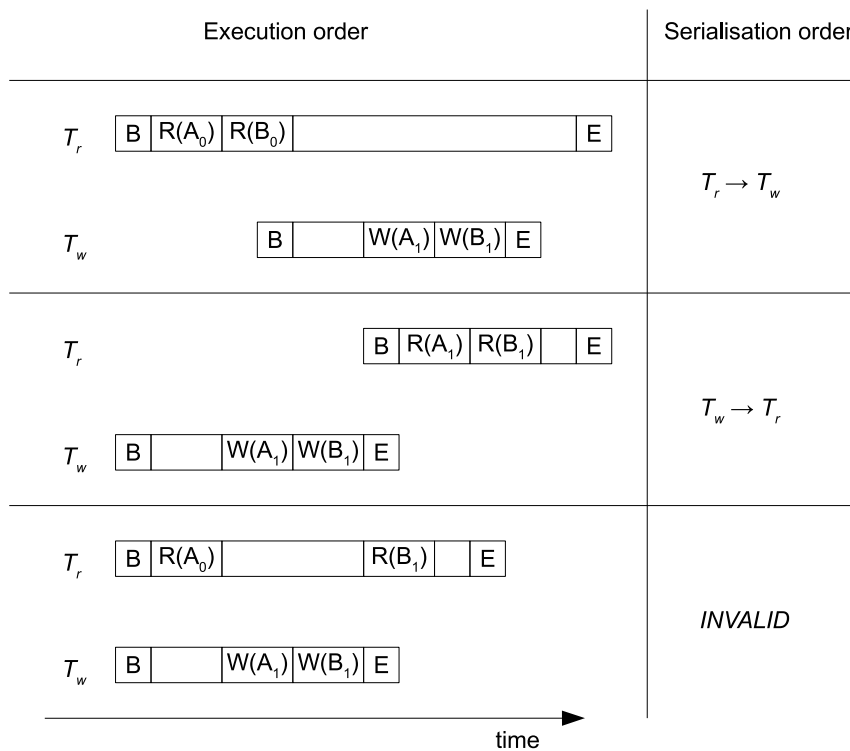 Execution order Serialisation order
T_r B R(A_0) R(B_0) E
T_r → T_w
T_w B W(A_1) W(B_1) E
T_r B R(A_1) R(B_1) E
T_w → T_r
T_w B W(A_1) W(B_1) E
T_r B R(A_0) R(B_1) E
INVALID
T_w B W(A_1) W(B_1) E
time